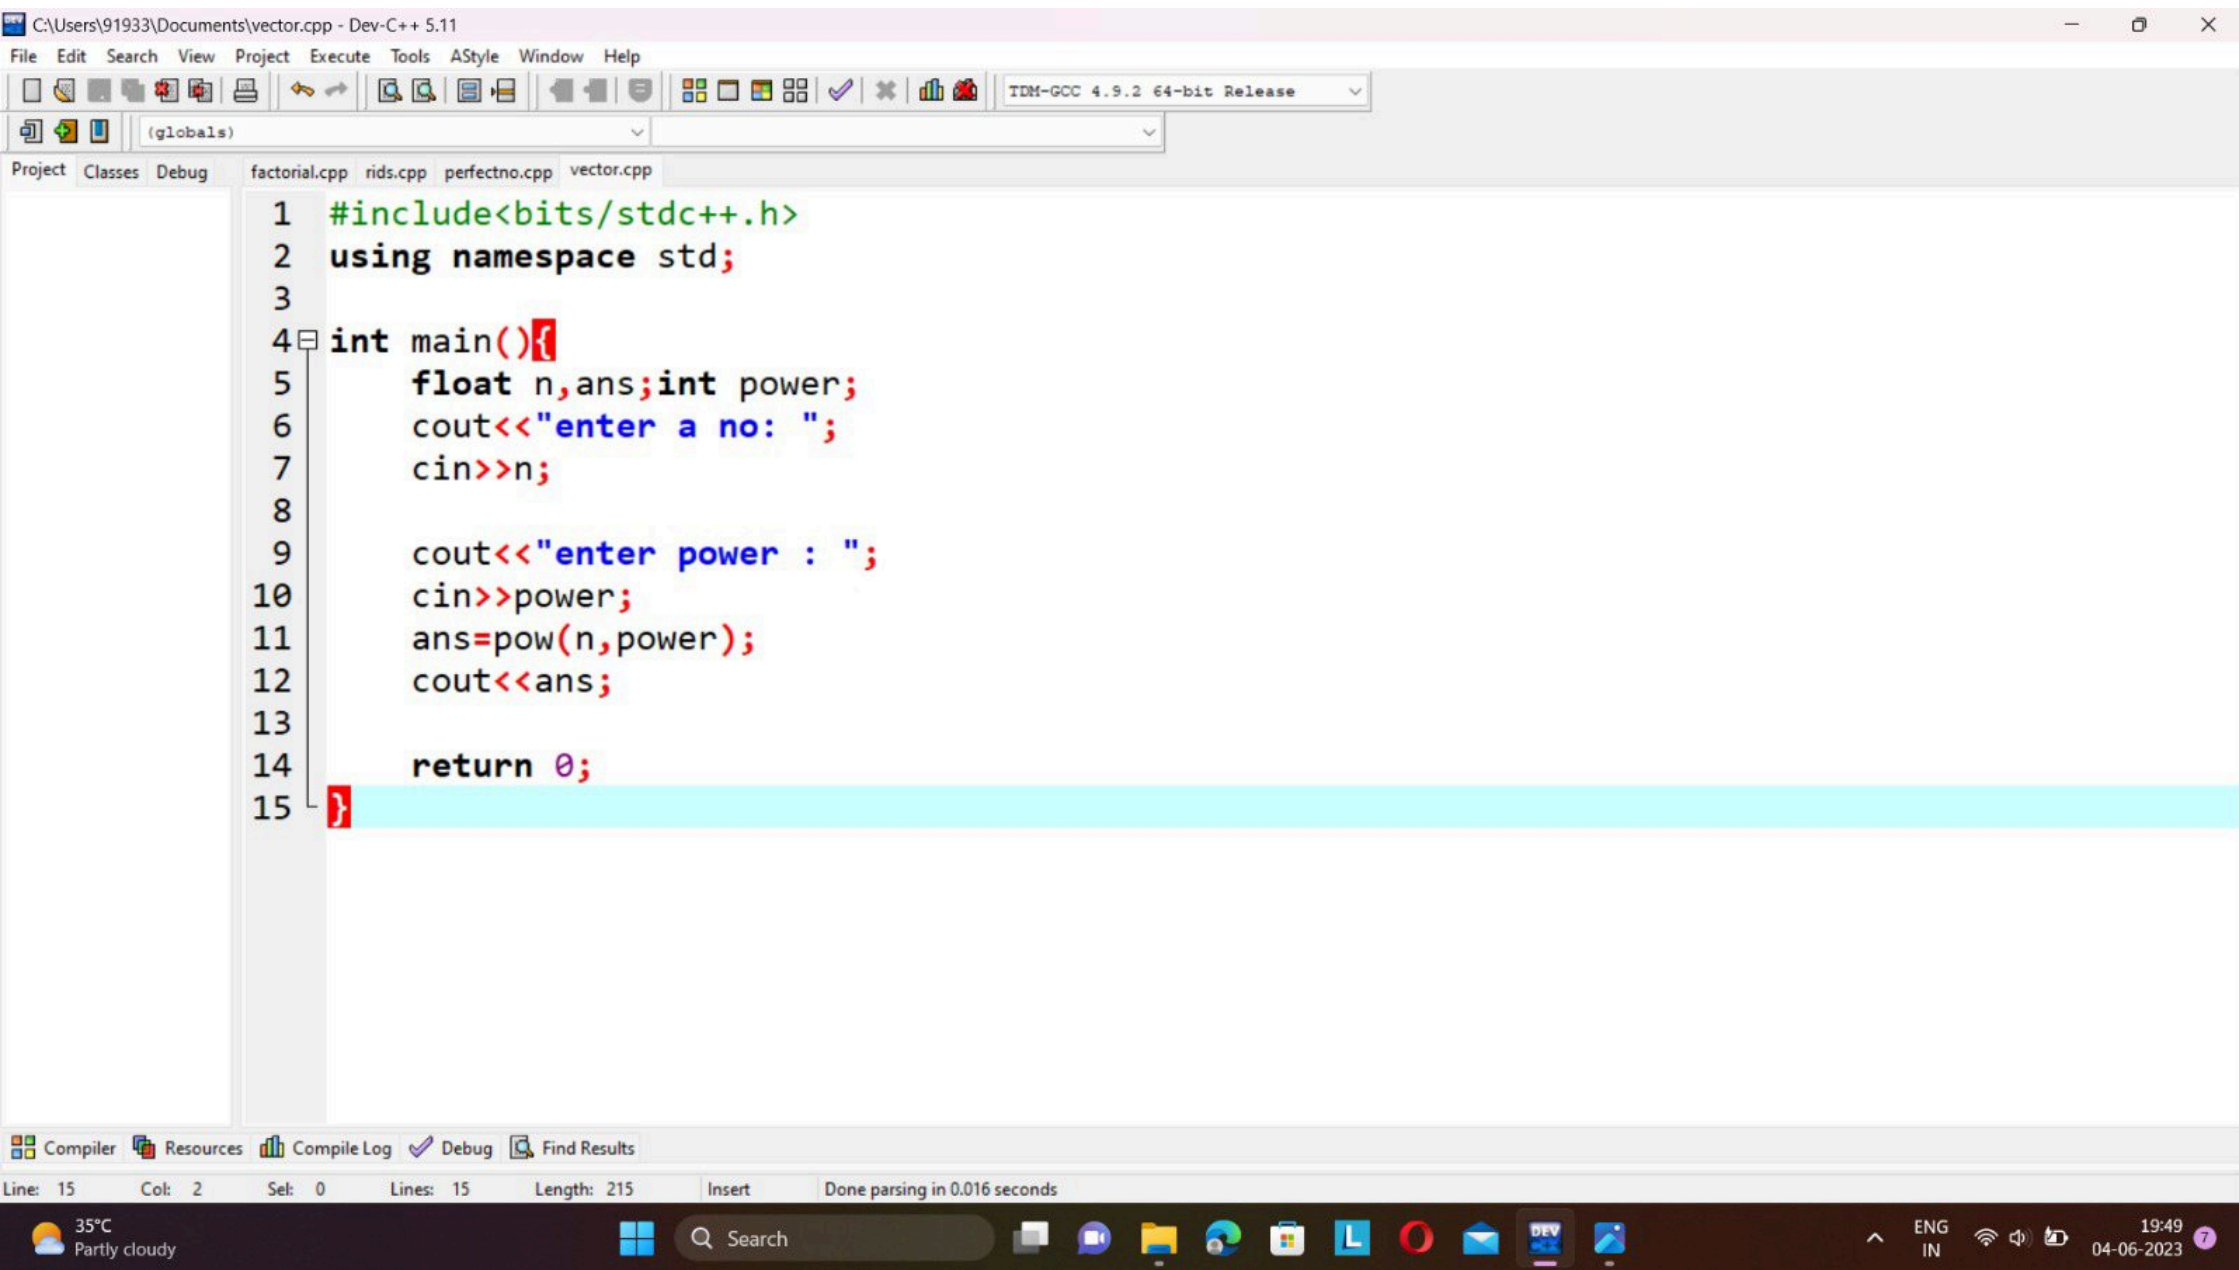 C:\Users\91933\Documents\vector.cpp - Dev-C++ 5.11
File Edit Search View Project Execute Tools AStyle Window Help
TDM-GCC 4.9.2 64-bit Release
(globals)
Project Classes Debug factorial.cpp rids.cpp perfectno.cpp vector.cpp
1 #include<bits/stdc++.h>
2 using namespace std;
3
4 int main(){
5 float n,ans;int power;
6 cout<<"enter a no: ";
7 cin>>n;
8
9 cout<<"enter power : ";
10 cin>>power;
11 ans=pow(n,power);
12 cout<<ans;
13
14 return 0;
15 }
Compiler Resources Compile Log Debug Find Results
Line: 15 Col: 2 Sel: 0 Lines: 15 Length: 215 Insert Done parsing in 0.016 seconds
35°C
Partly cloudy
Search
L
DEV
ENG
IN
19:49
04-06-2023
7